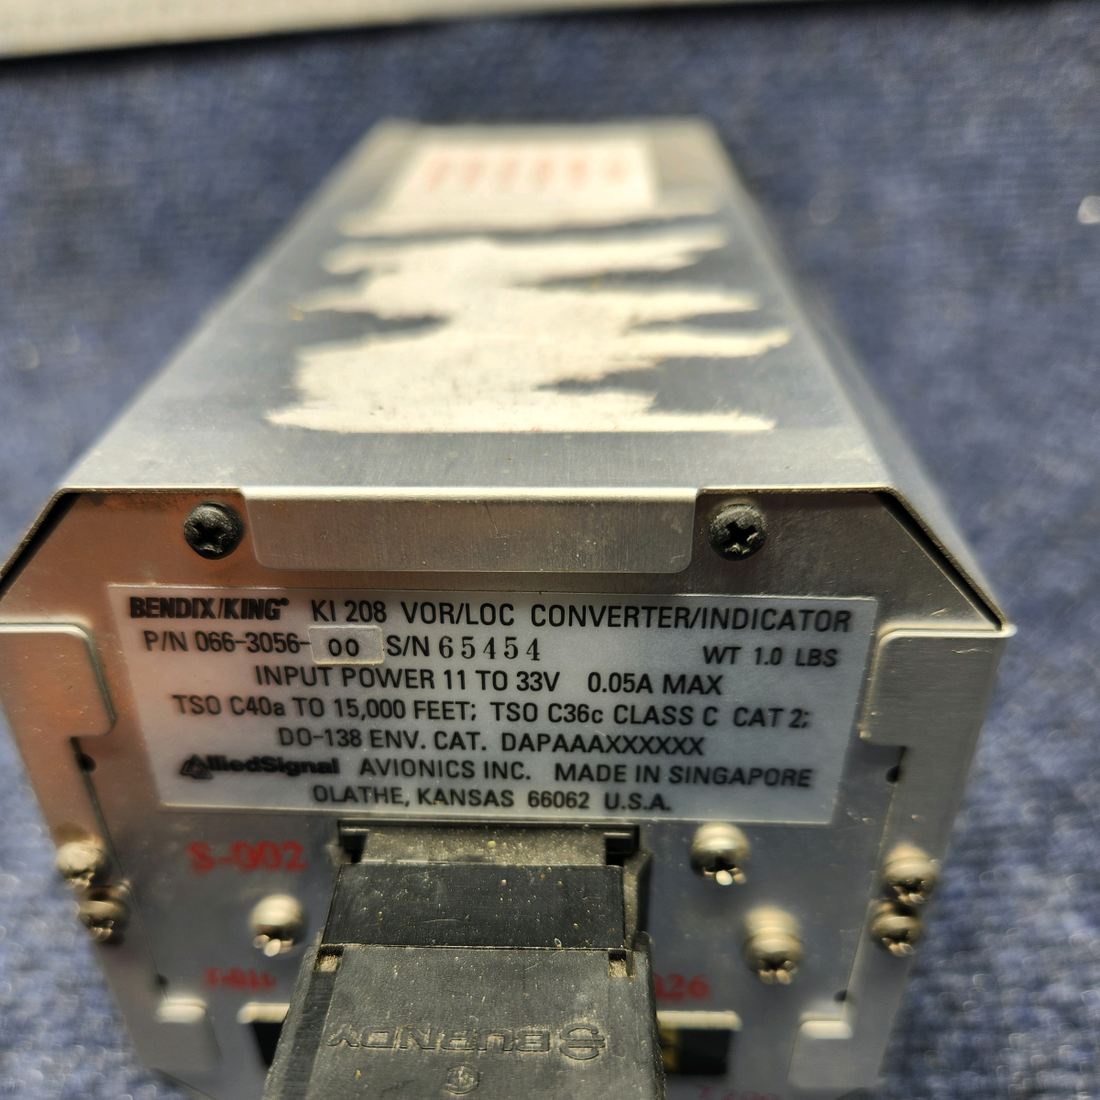 BENDIX/KING® KI 208 VOR/LOC CONVERTER/INDICATOR
P/N 066-3056-00 S/N 65454 WT 1.0 LBS
INPUT POWER 11 TO 33V 0.05A MAX
TSO C40a TO 15,000 FEET; TSO C36c CLASS C CAT 2;
DO-138 ENV. CAT. DAPAAAXXXXXX
AlliedSignal AVIONICS INC. MADE IN SINGAPORE
OLATHE, KANSAS 66062 U.S.A.
S-002
BURNDY